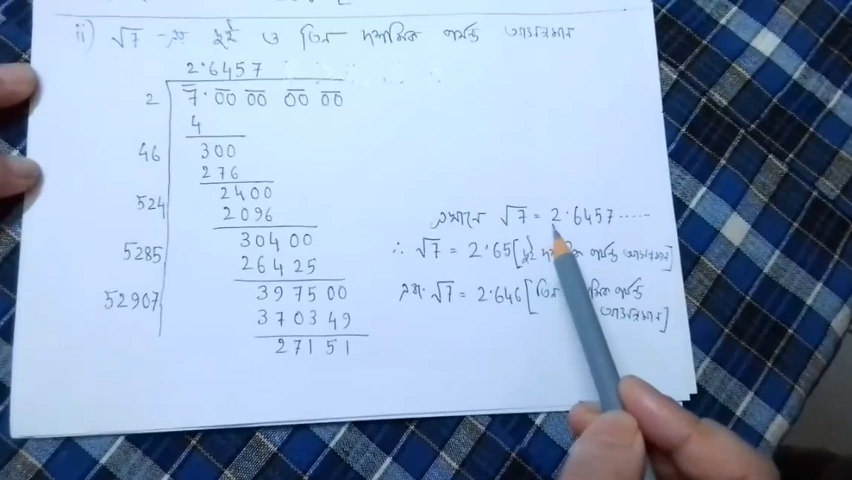 ii) √7 -এর দুই ও তিন দশমিক পর্যন্ত আসন্নমান
2.6457
2 7.00 00 00 00
4
46 300
276
524 2400
2096
5285 30400
26425
52907 397500
370349
27151
এখানে √7 = 2.6457.....
∴ √7 = 2.65 [দুই দশমিক পর্যন্ত আসন্নমান]
এবং √7 = 2.646 [তিন দশমিক পর্যন্ত
আসন্নমান]